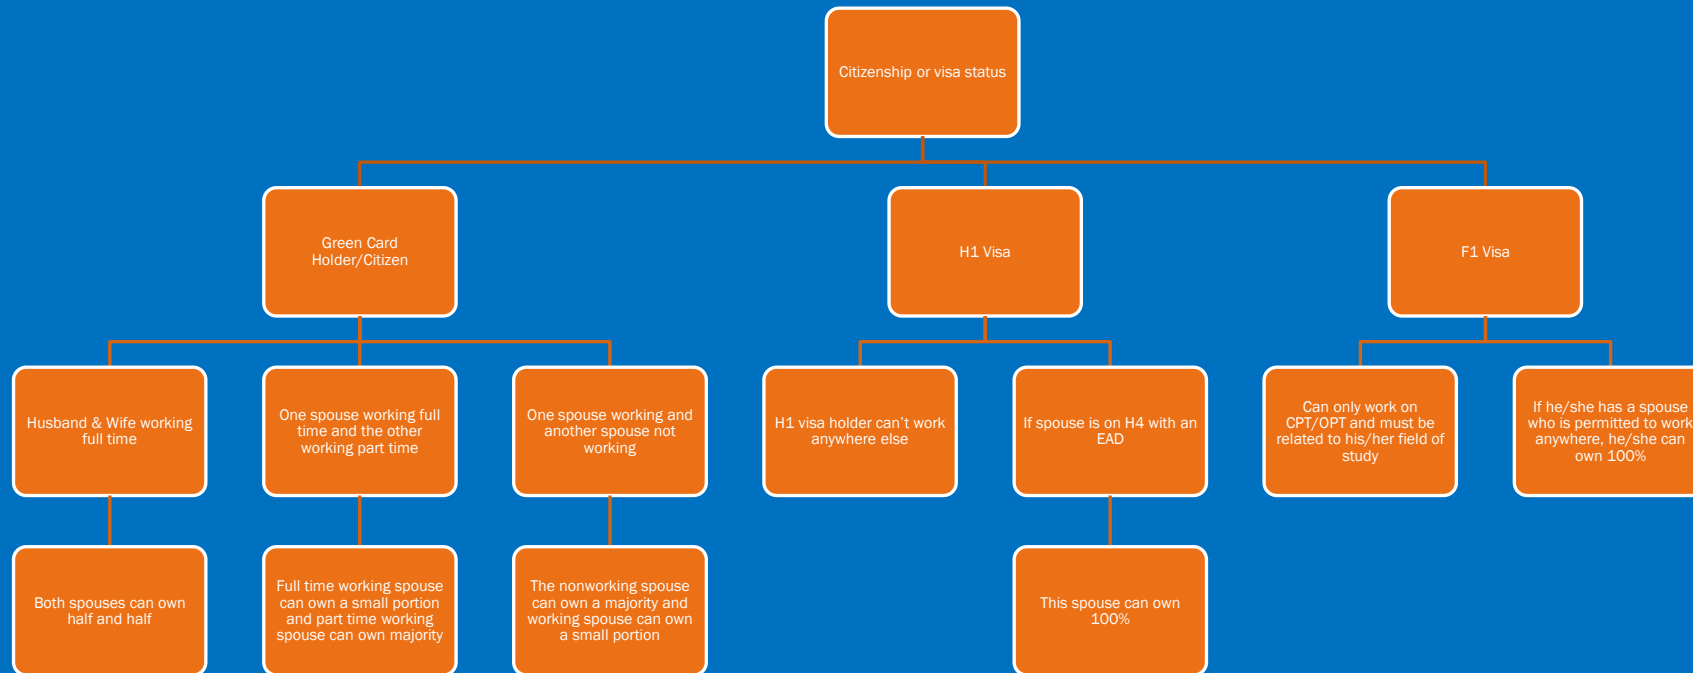 Citizenship or visa status
Green Card
Holder/Citizen
H1 Visa
F1 Visa
Husband & Wife working
full time
One spouse working full
time and the other
working part time
One spouse working and
another spouse not
working
H1 visa holder can’t work
anywhere else
If spouse is on H4 with an
EAD
Can only work on
CPT/OPT and must be
related to his/her field of
study
If he/she has a spouse
who is permitted to work
anywhere, he/she can
own 100%
Both spouses can own
half and half
Full time working spouse
can own a small portion
and part time working
spouse can own majority
The nonworking spouse
can own a majority and
working spouse can own
a small portion
This spouse can own
100%